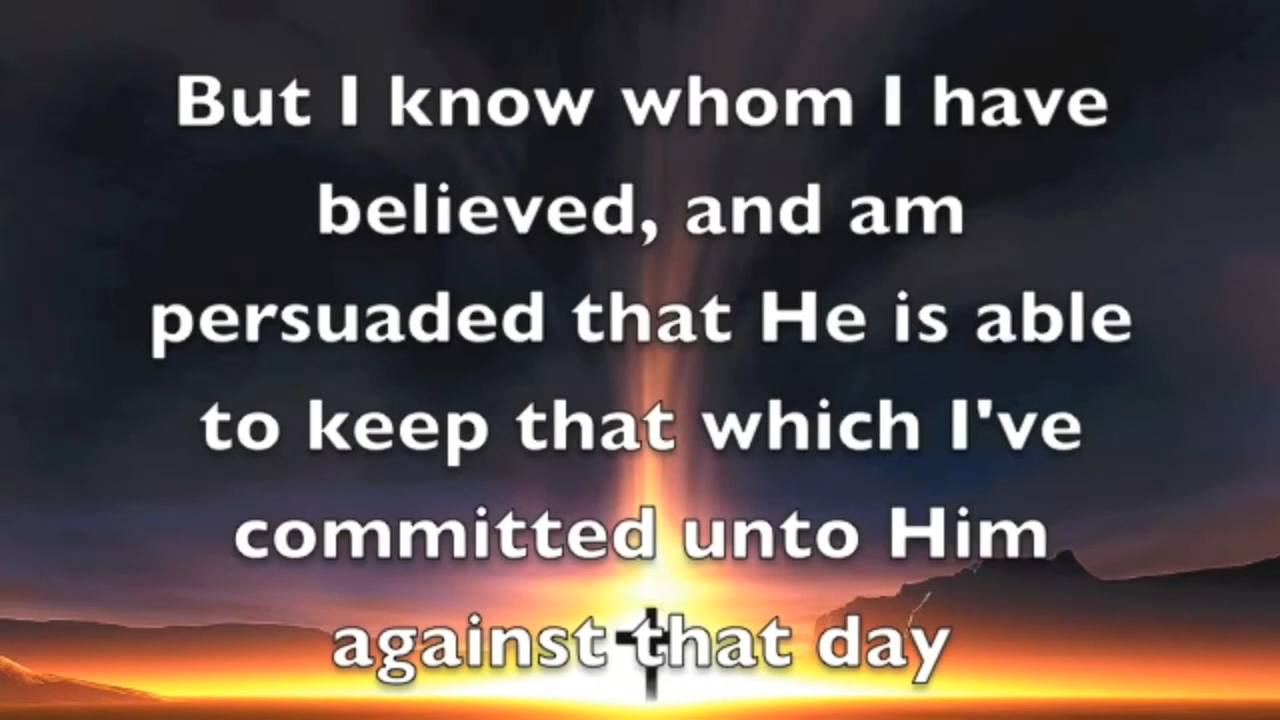 But I know whom I have
believed, and am
persuaded that He is able
to keep that which I've
committed unto Him
against that day